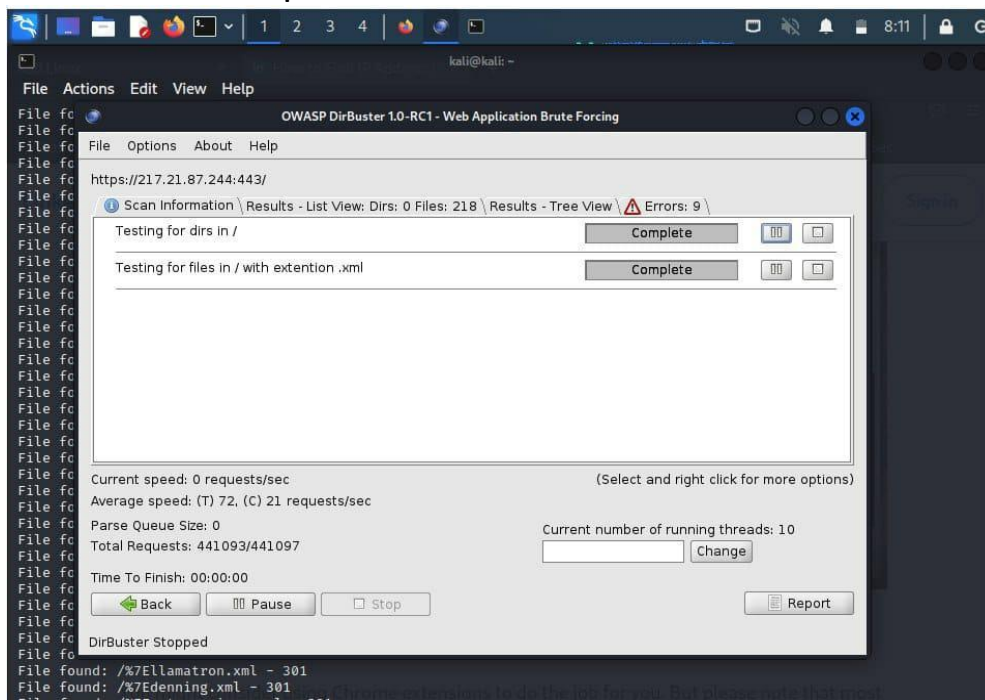 1 2 3 4 8:11
kali@kali: ~
File Actions Edit View Help
OWASP DirBuster 1.0-RC1 - Web Application Brute Forcing
File Options About Help
https://217.21.87.244:443/
Scan Information Results - List View: Dirs: 0 Files: 218 Results - Tree View Errors: 9
Testing for dirs in / Complete
Testing for files in / with extention .xml Complete
Current speed: 0 requests/sec (Select and right click for more options)
Average speed: (T) 72, (C) 21 requests/sec
Parse Queue Size: 0
Current number of running threads: 10
Total Requests: 441093/441097
Change
Time To Finish: 00:00:00
Back Pause Stop Report
DirBuster Stopped
File found: /%7Ellamatron.xml - 301
File found: /%7Edenning.xml - 301
using Chrome extensions to do the job for you. But please note that most